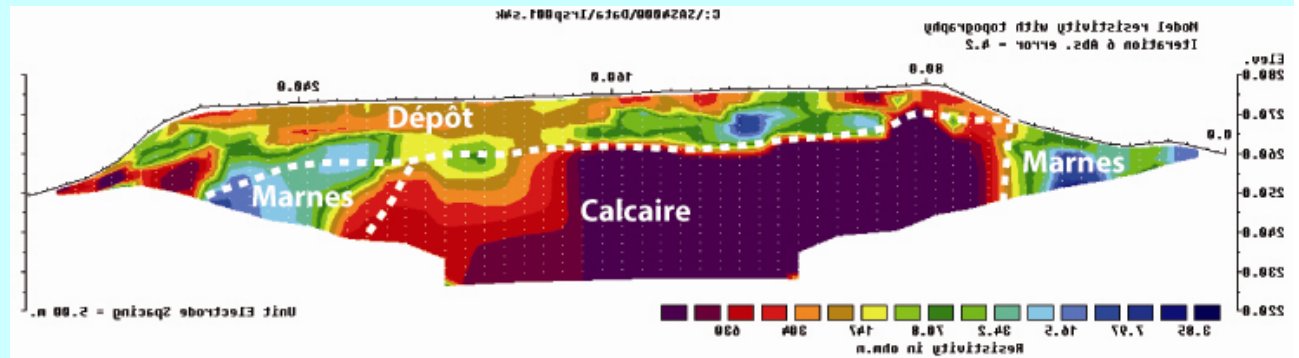 C:\SAS4000\Data\Irsp001.s4k
Model resistivity with topography
Iteration 6 Abs. error = 4.2
Elev.
280.0
270.0
260.0
250.0
240.0
230.0
220.0
0.0
80.0
160.0
240.0
Dépôt
Marnes
Marnes
Calcaire
Unit Electrode Spacing = 5.00 m.
3.85 7.97 16.5 34.2 70.8 147 304 630
Resistivity in ohm.m